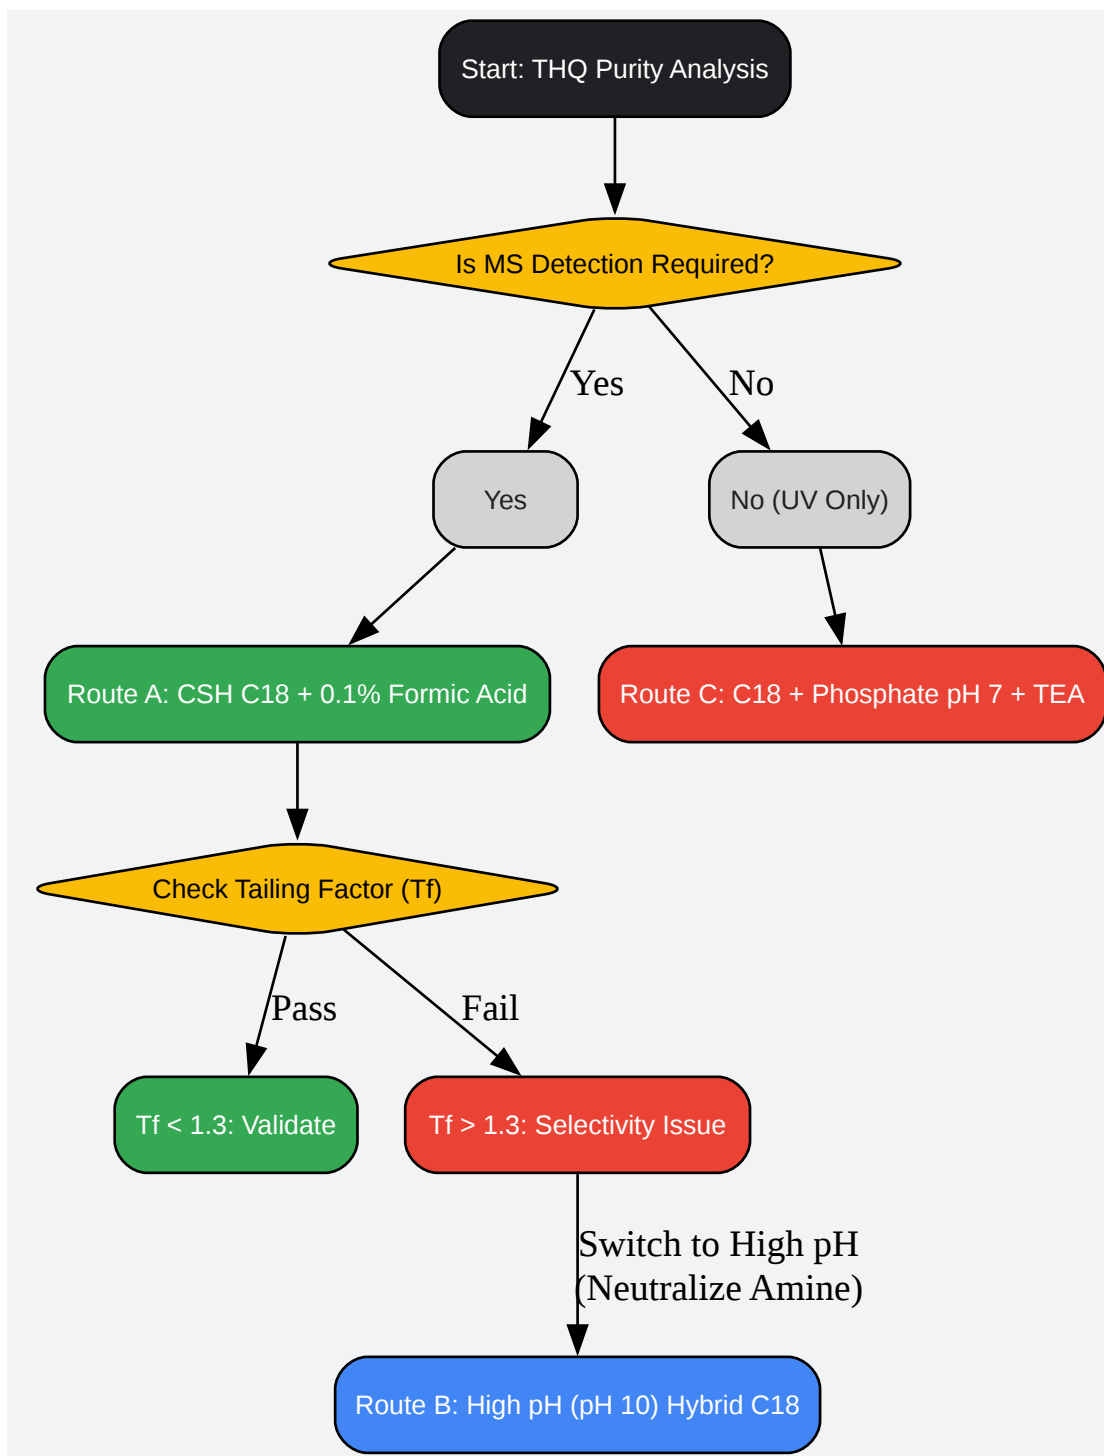 Start: THQ Purity Analysis
Is MS Detection Required?
Yes
No
Yes
No (UV Only)
Route A: CSH C18 + 0.1% Formic Acid
Route C: C18 + Phosphate pH 7 + TEA
Check Tailing Factor (Tf)
Pass
Fail
Tf < 1.3: Validate
Tf > 1.3: Selectivity Issue
Switch to High pH
(Neutralize Amine)
Route B: High pH (pH 10) Hybrid C18